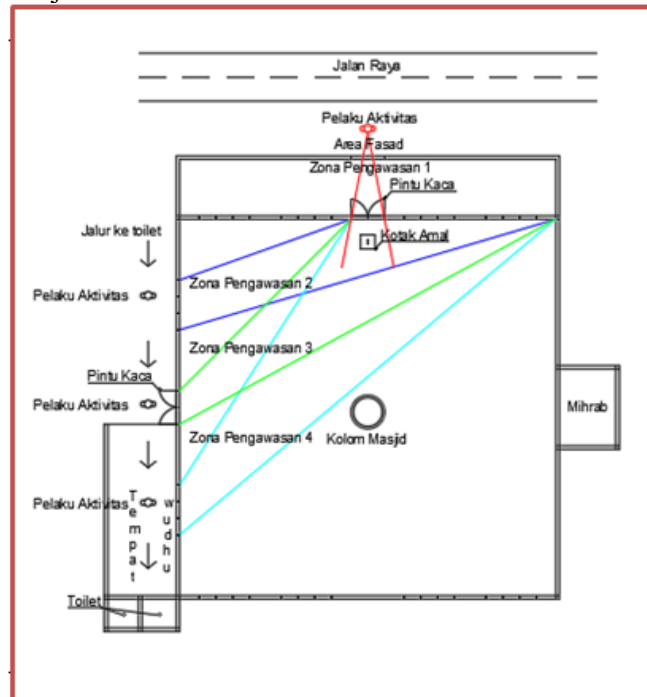 Jalan Raya
Pelaku Aktivitas
Area Fasad
Zona Pengawasan 1
Pintu Kaca
Jalur ke toilet
Kotak Amal
Zona Pengawasan 2
Pelaku Aktivitas
Zona Pengawasan 3
Pintu Kaca
Pelaku Aktivitas
Mihrab
Zona Pengawasan 4
Kolom Masjid
Pelaku Aktivitas
Tempat
wudhu
Toilet